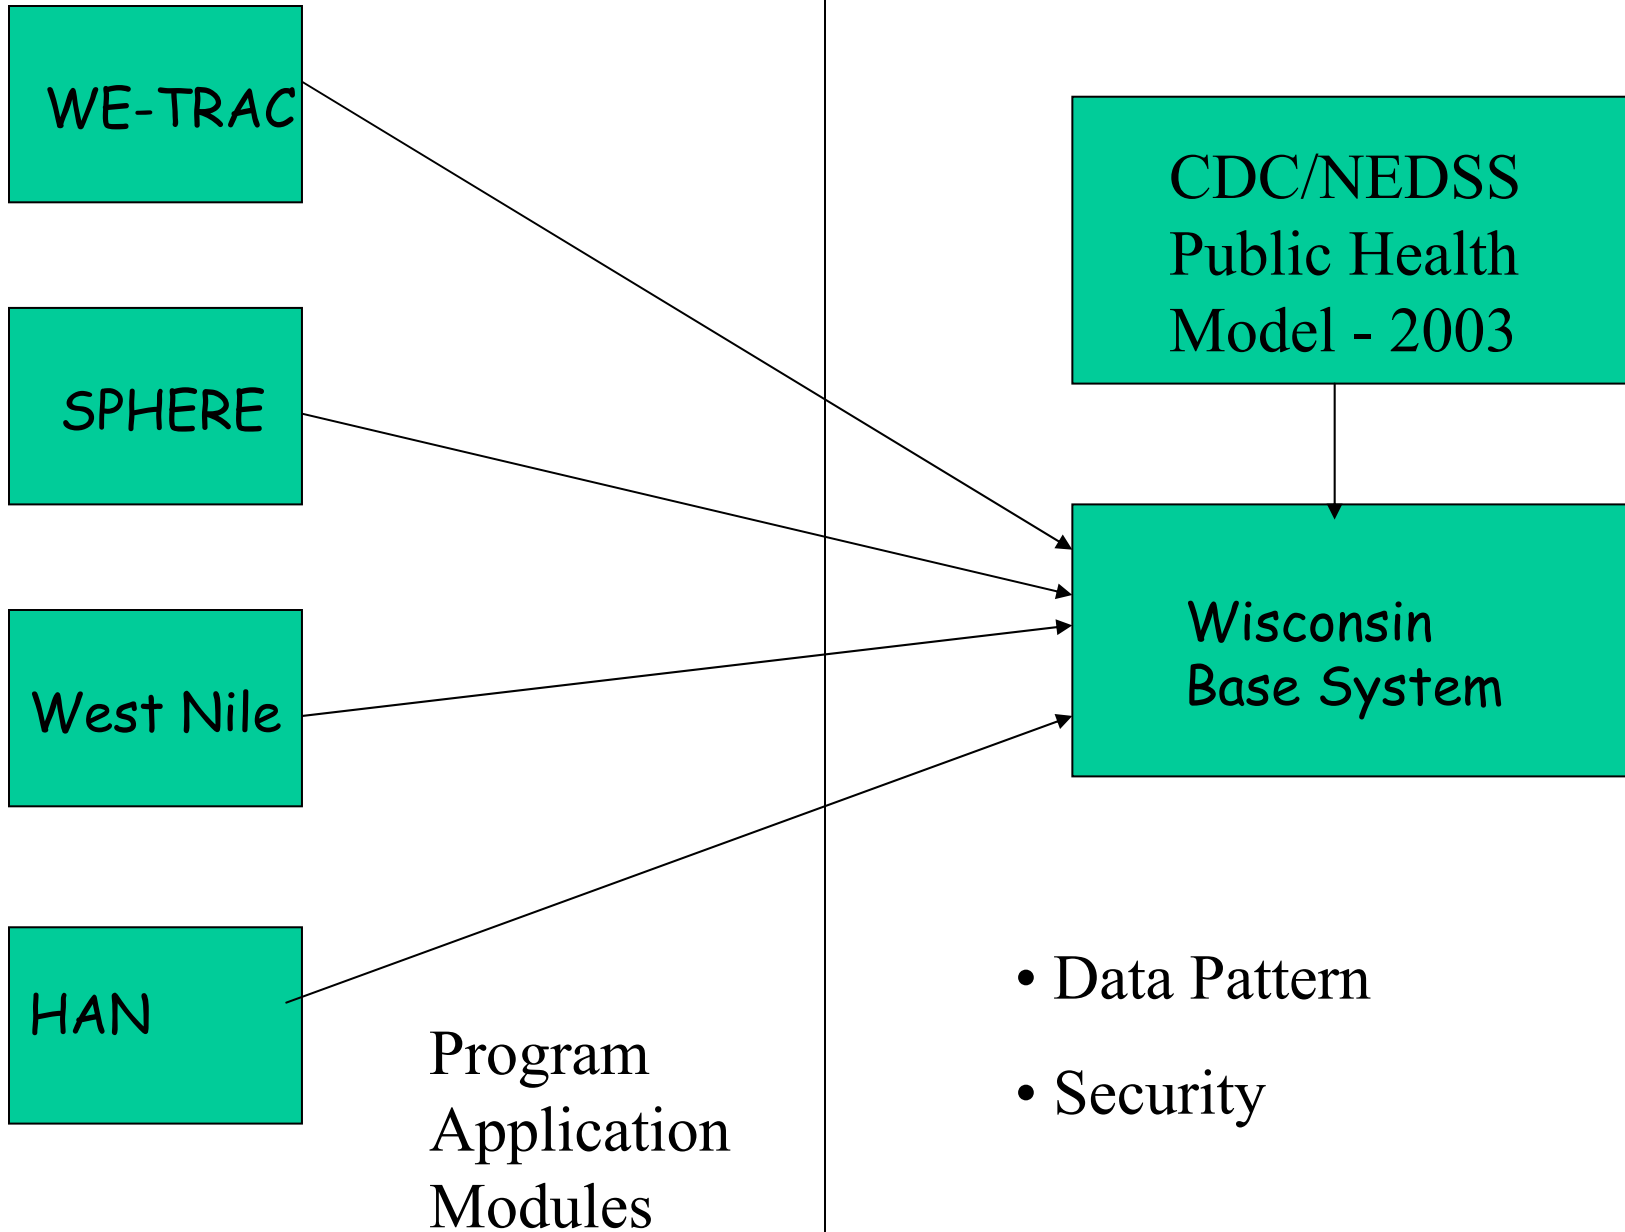 WE-TRAC
SPHERE
West Nile
HAN
Program
Application
Modules
CDC/NEDSS
Public Health
Model - 2003
Wisconsin
Base System
• Data Pattern
• Security